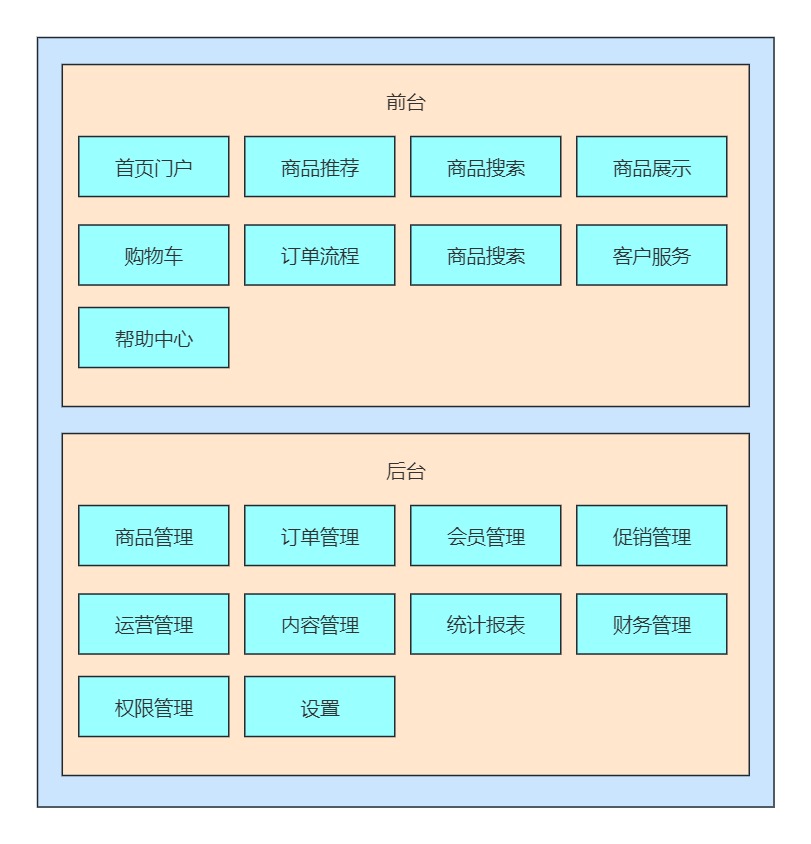 前台
首页门户
商品推荐
商品搜索
商品展示
购物车
订单流程
商品搜索
客户服务
帮助中心
后台
商品管理
订单管理
会员管理
促销管理
运营管理
内容管理
统计报表
财务管理
权限管理
设置